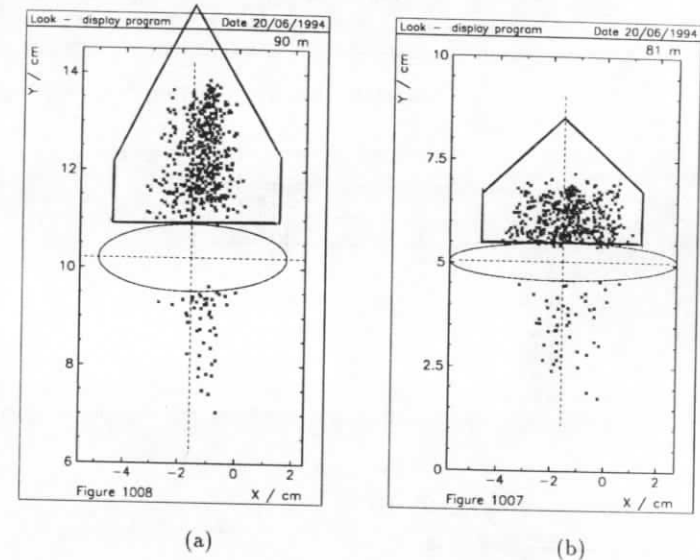 Look – display program Date 20/06/1994
90 m
Y / cm
14
12
10
8
6
−4 −2 0 2
Figure 1008 X / cm
(a)
Look – display program Date 20/06/1994
81 m
Y / cm
10
7.5
5
2.5
0
−4 −2 0 2
Figure 1007 X / cm
(b)